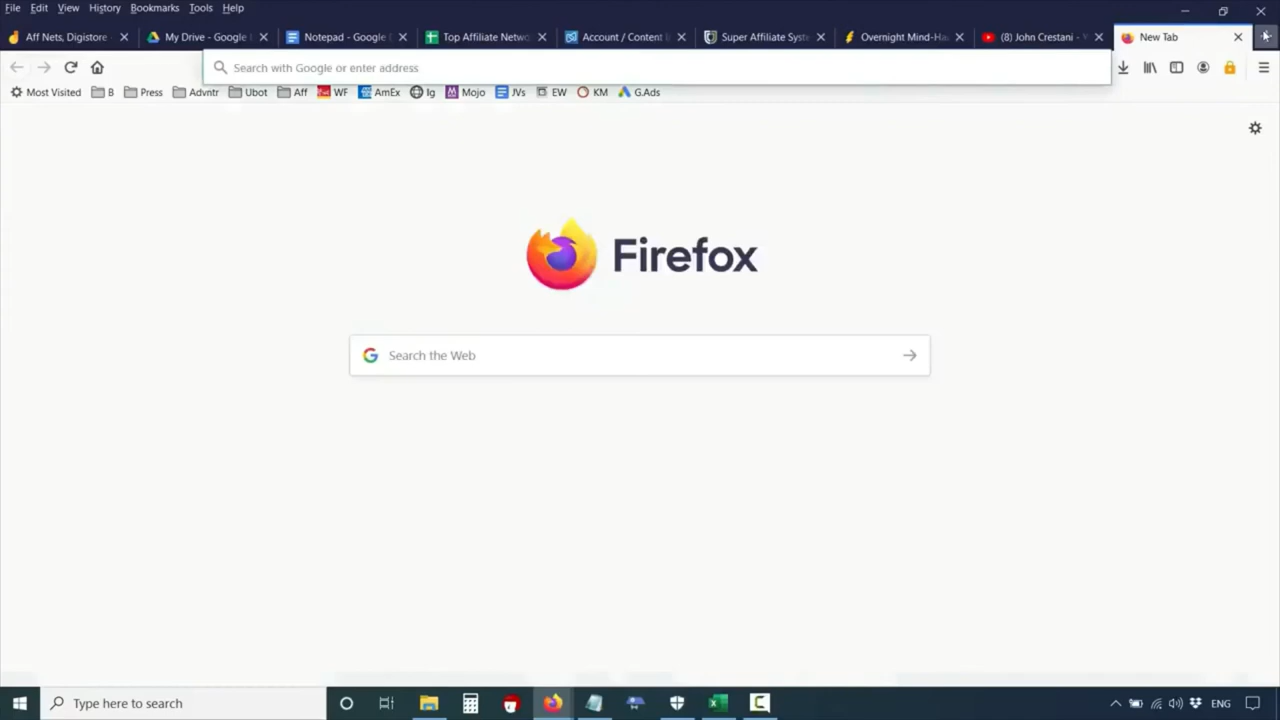 File Edit View History Bookmarks Tools Help
Aff Nets, Digistore My Drive - Google Notepad - Google Top Affiliate Netwo Account / Content Super Affiliate Syste Overnight Mind-Ha (8) John Crestani - New Tab
Search with Google or enter address
Most Visited B Press Advntr Ubot Aff WF AmEx Ig Mojo JVs EW KM G.Ads
Firefox
Search the Web
Type here to search ENG